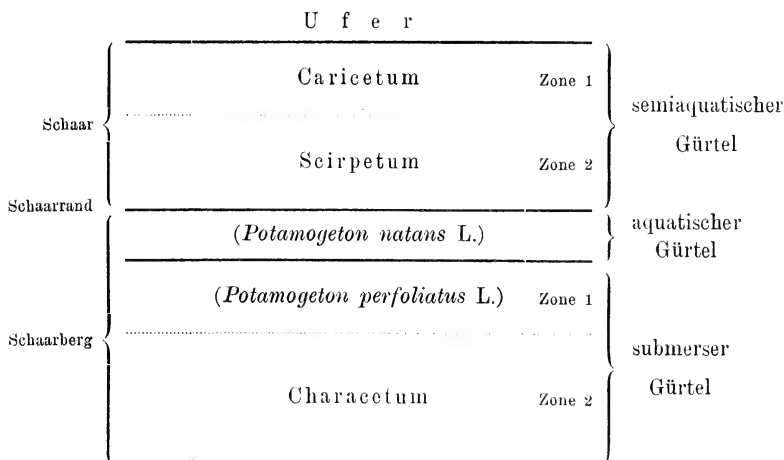 Ufer
Caricetum Zone 1
Schaar
semiaquatischer
Gürtel
Scirpetum Zone 2
Schaarrand
(Potamogeton natans L.)
aquatischer
Gürtel
(Potamogeton perfoliatus L.) Zone 1
Schaarberg
submerser
Gürtel
Characetum Zone 2